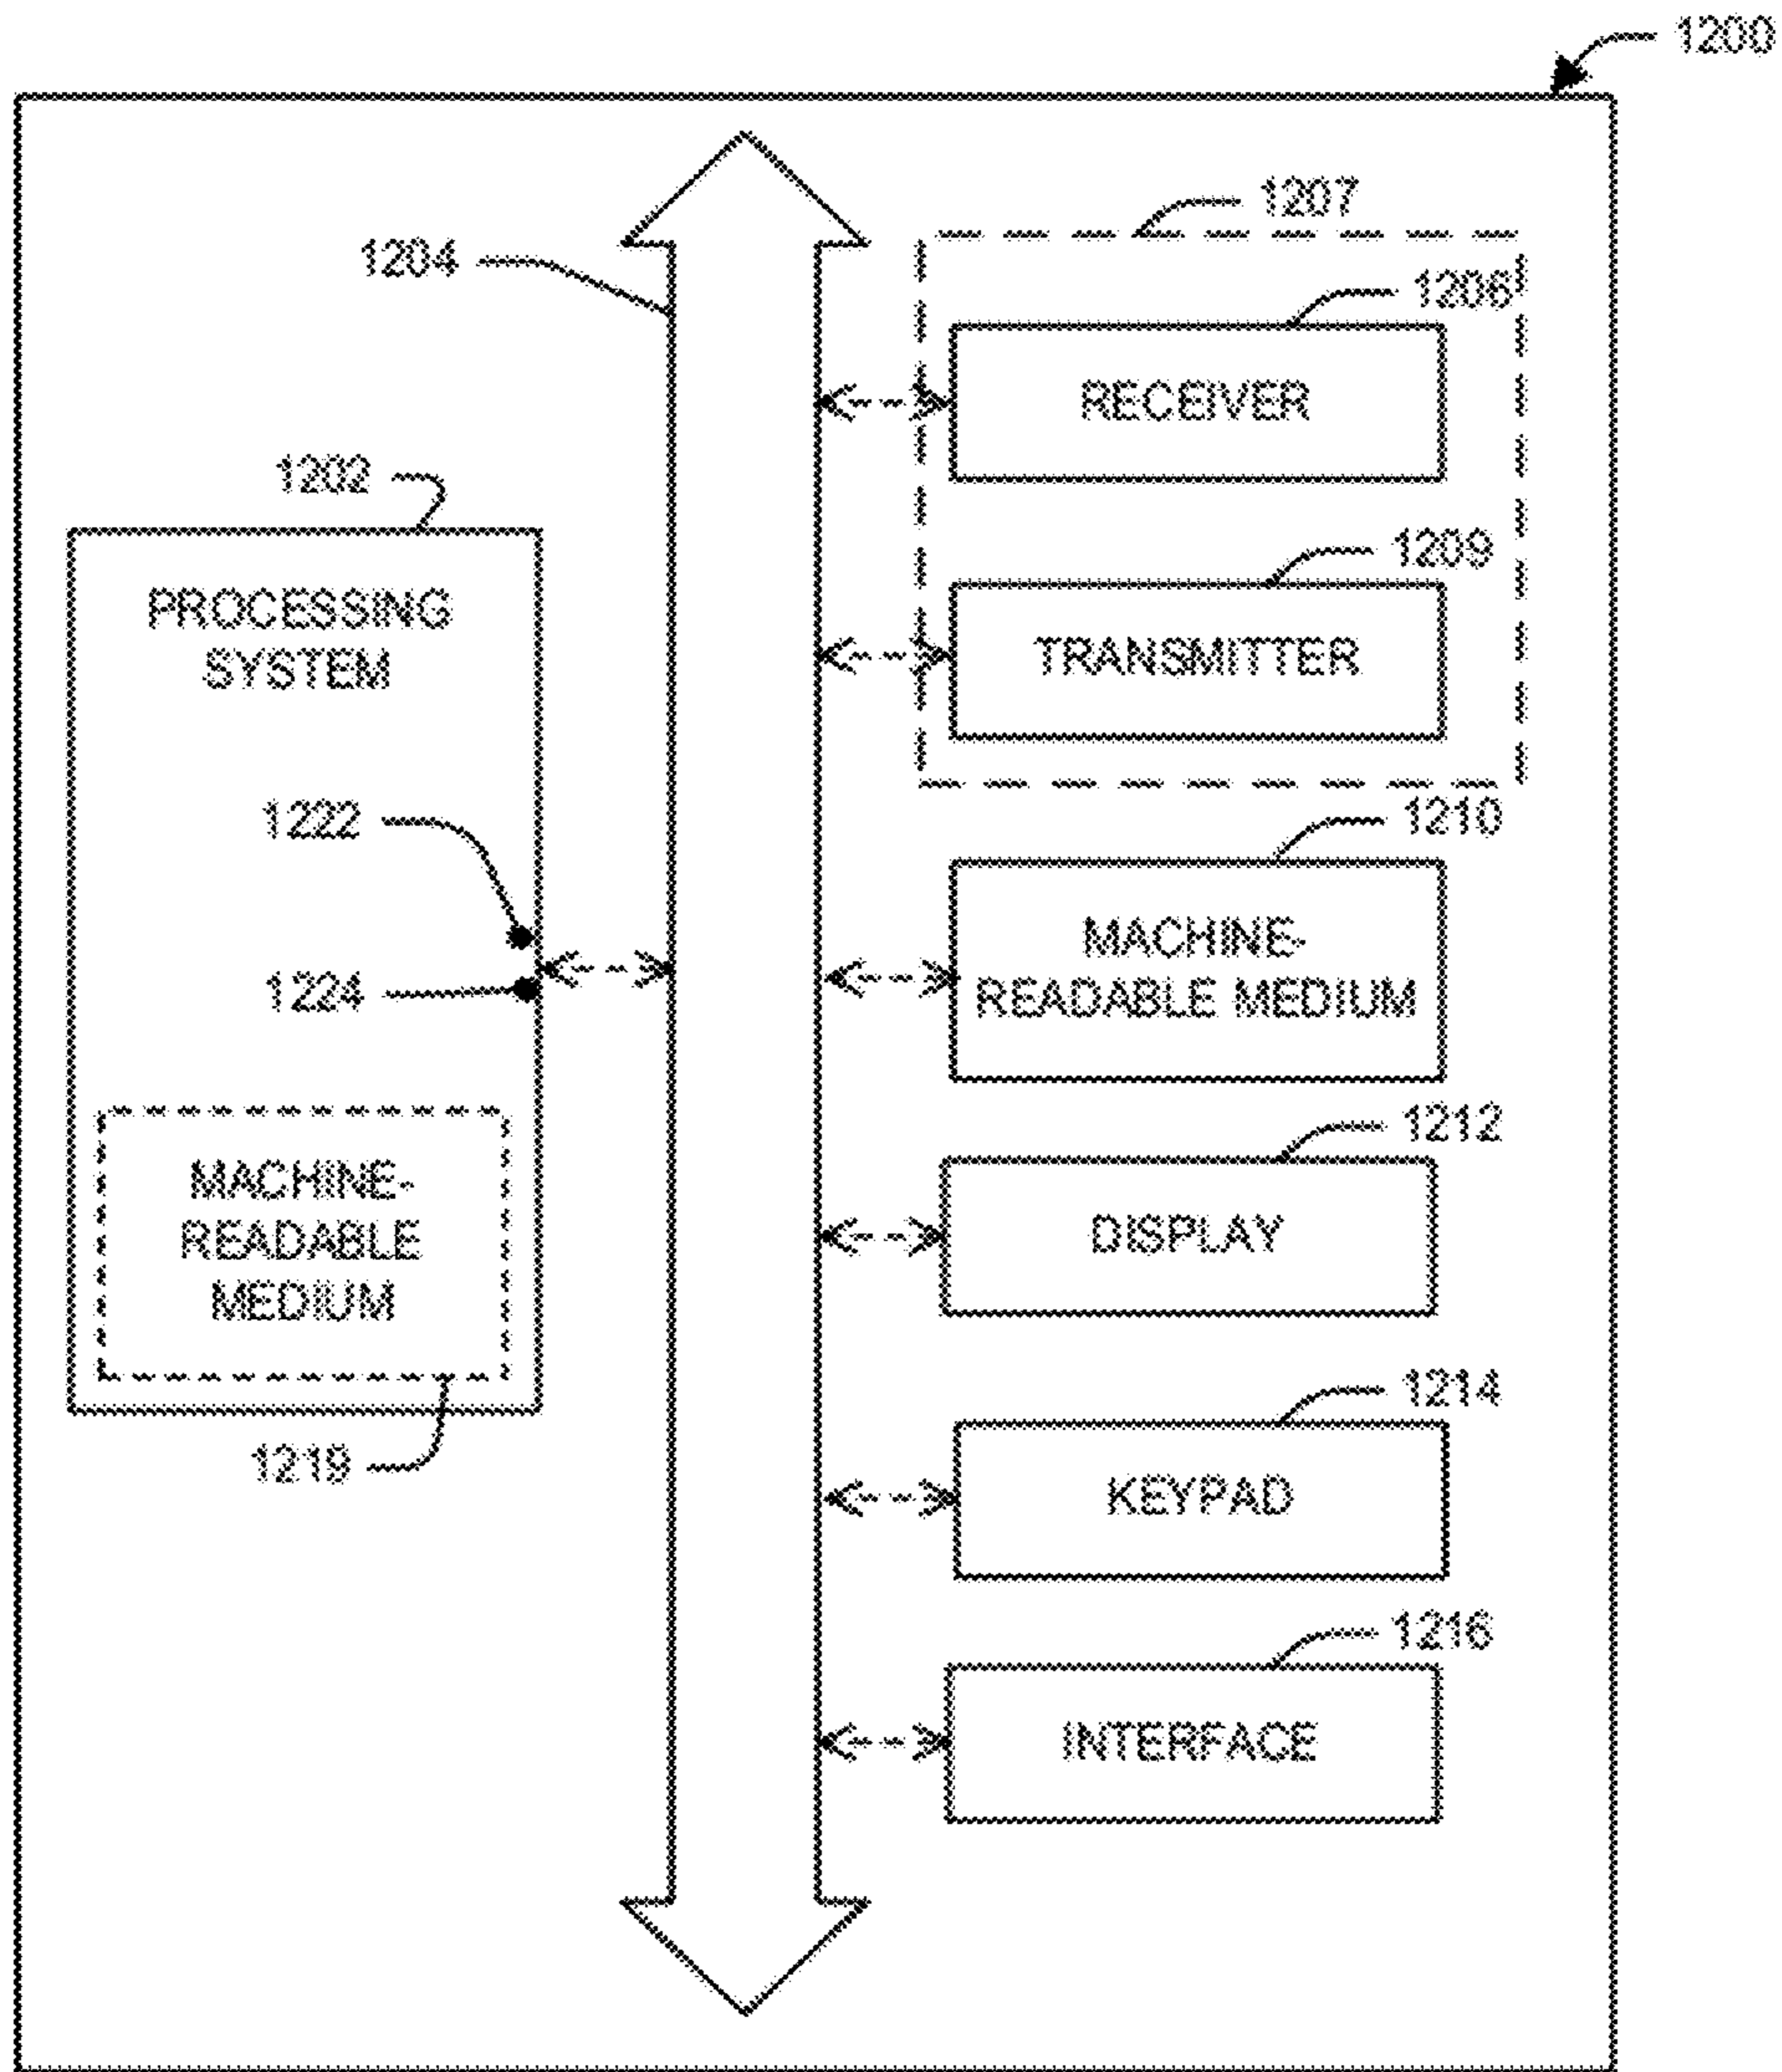 1200
1207
1204
1206
RECEIVER
1202
1209
PROCESSING
SYSTEM
TRANSMITTER
1222
1210
MACHINE-
READABLE MEDIUM
1224
1212
MACHINE-
READABLE
MEDIUM
DISPLAY
1214
1219
KEYPAD
1216
INTERFACE